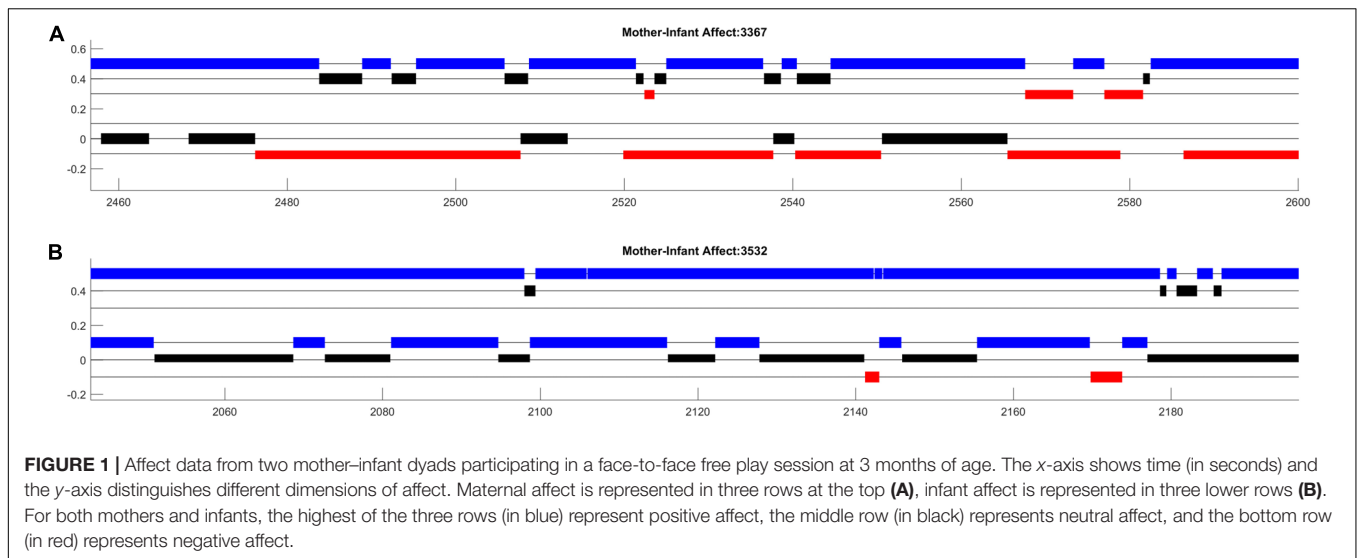 A
Mother-Infant Affect:3367
0.6
0.4
0.2
0
-0.2
2460 2480 2500 2520 2540 2560 2580 2600
B
Mother-Infant Affect:3532
0.4
0.2
0
-0.2
2060 2080 2100 2120 2140 2160 2180
FIGURE 1 | Affect data from two mother–infant dyads participating in a face-to-face free play session at 3 months of age. The x-axis shows time (in seconds) and
the y-axis distinguishes different dimensions of affect. Maternal affect is represented in three rows at the top (A), infant affect is represented in three lower rows (B).
For both mothers and infants, the highest of the three rows (in blue) represent positive affect, the middle row (in black) represents neutral affect, and the bottom row
(in red) represents negative affect.